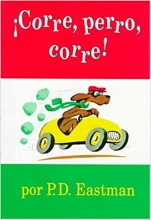 ¡Corre, perro,
corre!
por P.D. Eastman